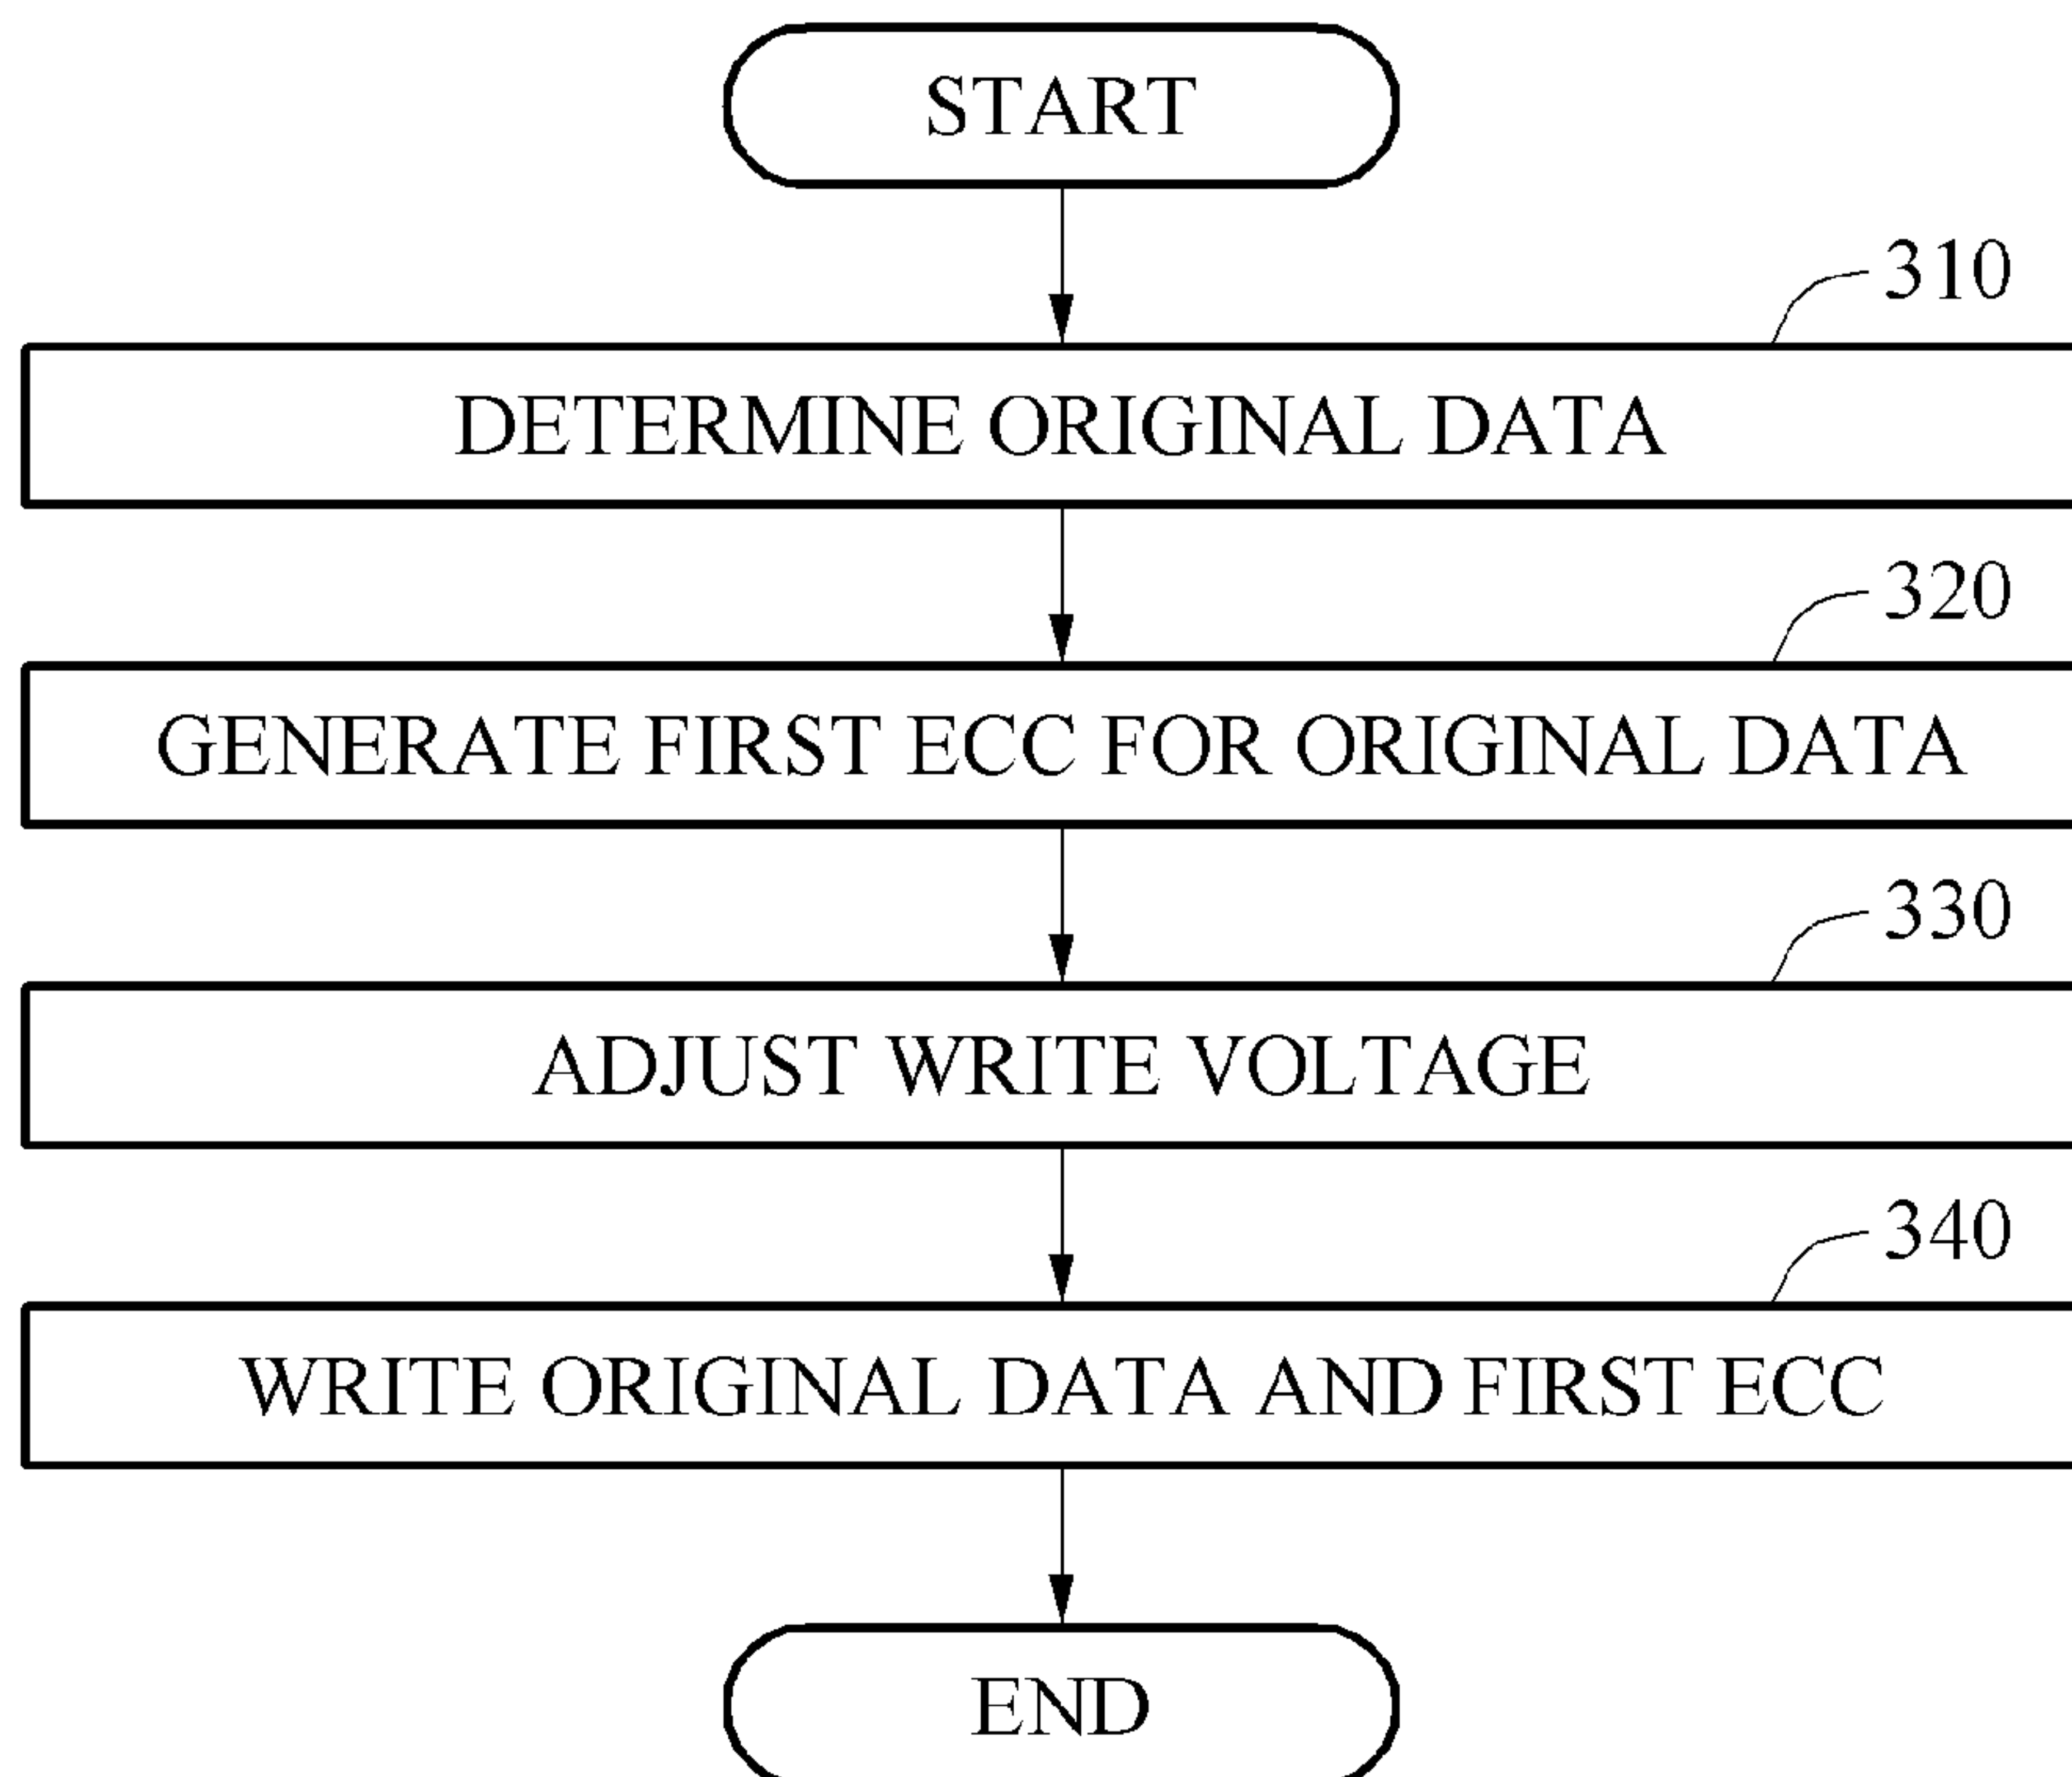 START
310
DETERMINE ORIGINAL DATA
320
GENERATE FIRST ECC FOR ORIGINAL DATA
330
ADJUST WRITE VOLTAGE
340
WRITE ORIGINAL DATA AND FIRST ECC
END